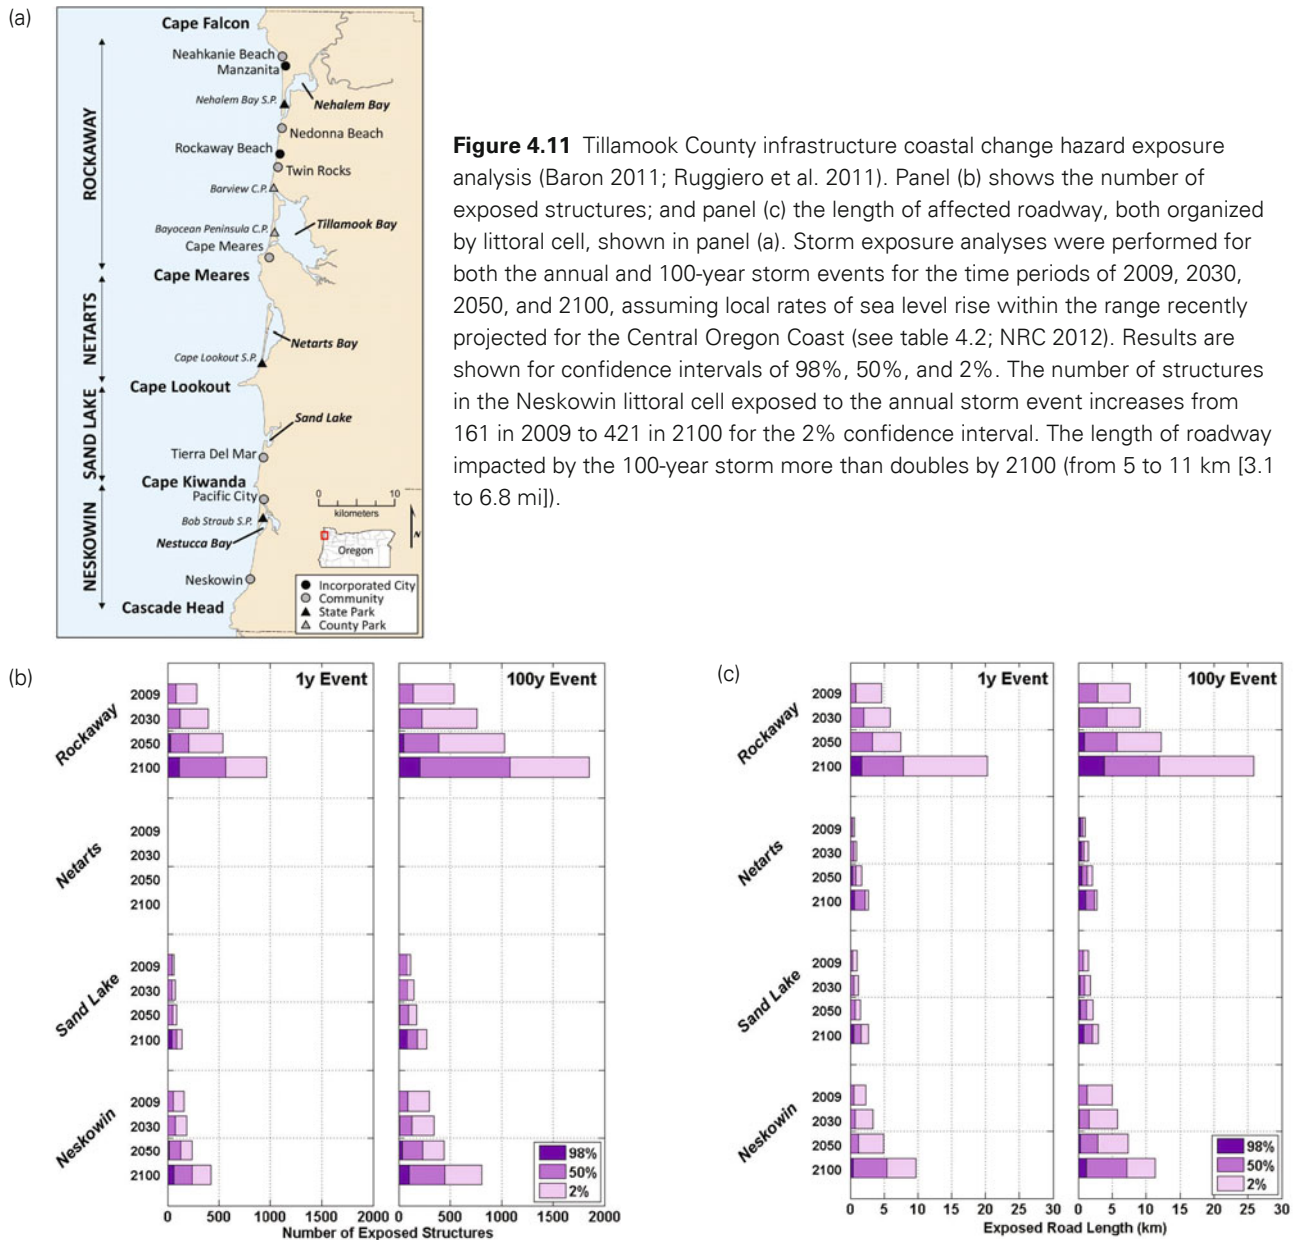 (a)
Cape Falcon
Neahkanie Beach
Manzanita
Nehalem Bay S.P.
Nehalem Bay
Nedonna Beach
Rockaway Beach
Twin Rocks
Barview C.P.
Tillamook Bay
Bayocean Peninsula C.P.
Cape Meares
Cape Meares
Netarts Bay
Cape Lookout S.P.
Cape Lookout
Sand Lake
Tierra Del Mar
Cape Kiwanda
Pacific City
Bob Straub S.P.
Nestucca Bay
Neskowin
Cascade Head
ROCKAWAY
NETARTS
SAND LAKE
NESKOWIN
0 10
kilometers
N
Oregon
Incorporated City
Community
State Park
County Park
Figure 4.11 Tillamook County infrastructure coastal change hazard exposure
analysis (Baron 2011; Ruggiero et al. 2011). Panel (b) shows the number of
exposed structures; and panel (c) the length of affected roadway, both organized
by littoral cell, shown in panel (a). Storm exposure analyses were performed for
both the annual and 100-year storm events for the time periods of 2009, 2030,
2050, and 2100, assuming local rates of sea level rise within the range recently
projected for the Central Oregon Coast (see table 4.2; NRC 2012). Results are
shown for confidence intervals of 98%, 50%, and 2%. The number of structures
in the Neskowin littoral cell exposed to the annual storm event increases from
161 in 2009 to 421 in 2100 for the 2% confidence interval. The length of roadway
impacted by the 100-year storm more than doubles by 2100 (from 5 to 11 km [3.1
to 6.8 mi]).
(b)
1y Event
100y Event
Rockaway
2009
2030
2050
2100
Netarts
2009
2030
2050
2100
Sand Lake
2009
2030
2050
2100
Neskowin
2009
2030
2050
2100
98%
50%
2%
0 500 1000 1500 2000
0 500 1000 1500 2000
Number of Exposed Structures
(c)
1y Event
100y Event
Rockaway
2009
2030
2050
2100
Netarts
2009
2030
2050
2100
Sand Lake
2009
2030
2050
2100
Neskowin
2009
2030
2050
2100
98%
50%
2%
0 5 10 15 20 25 30
0 5 10 15 20 25 30
Exposed Road Length (km)